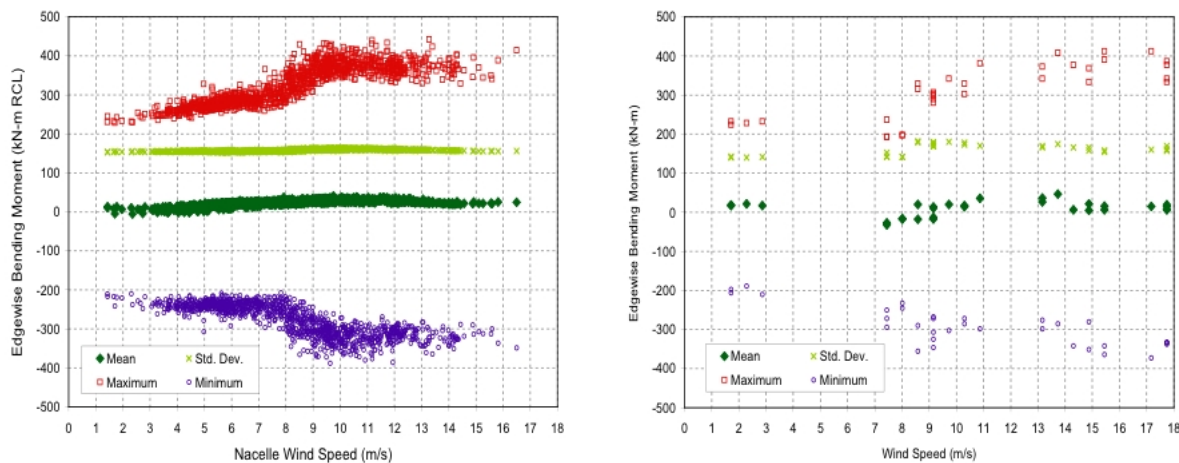 Edgewise Bending Moment (kN-m RCL)
500
400
300
200
100
0
-100
-200
-300
-400
-500
Mean
Std. Dev.
Maximum
Minimum
0 1 2 3 4 5 6 7 8 9 10 11 12 13 14 15 16 17 18
Nacelle Wind Speed (m/s)
Edgewise Bending Moment (kN-m)
500
400
300
200
100
0
-100
-200
-300
-400
-500
Mean
Std. Dev.
Maximum
Minimum
0 1 2 3 4 5 6 7 8 9 10 11 12 13 14 15 16 17 18
Wind Speed (m/s)